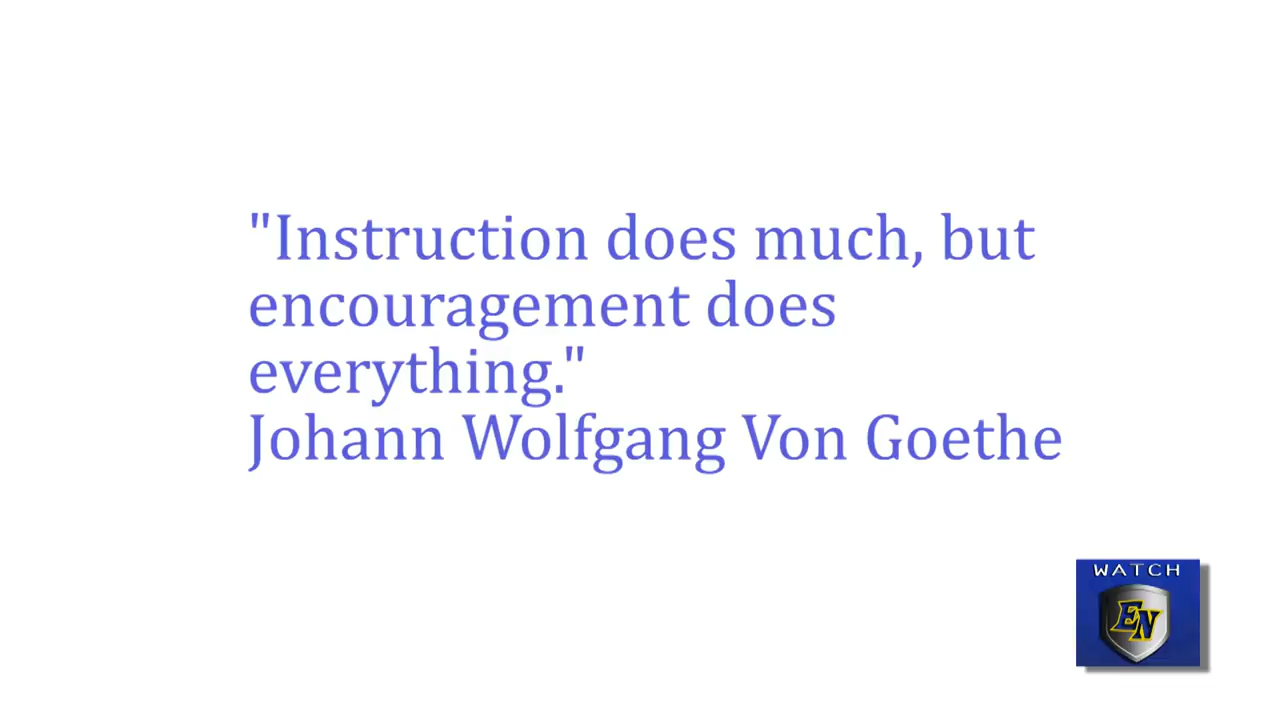 "Instruction does much, but
encouragement does
everything."
Johann Wolfgang Von Goethe
WATCH
EN